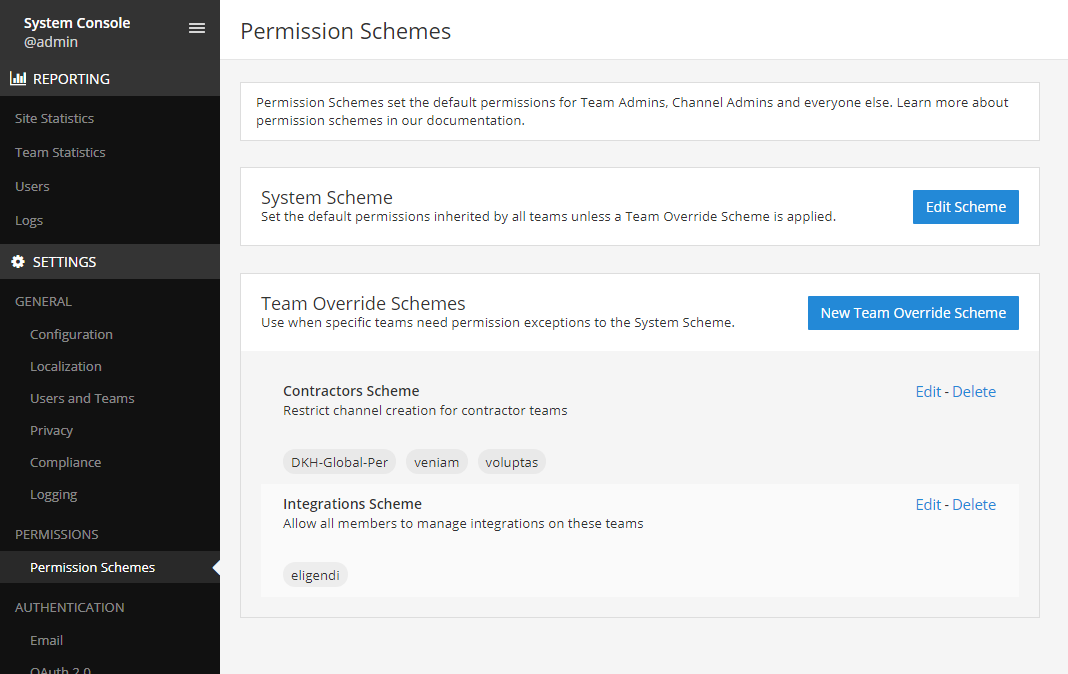 System Console
@admin
REPORTING
Site Statistics
Team Statistics
Users
Logs
SETTINGS
GENERAL
Configuration
Localization
Users and Teams
Privacy
Compliance
Logging
PERMISSIONS
Permission Schemes
AUTHENTICATION
Email
OAuth 2.0
Permission Schemes
Permission Schemes set the default permissions for Team Admins, Channel Admins and everyone else. Learn more about
permission schemes in our documentation.
System Scheme
Set the default permissions inherited by all teams unless a Team Override Scheme is applied.
Edit Scheme
Team Override Schemes
Use when specific teams need permission exceptions to the System Scheme.
New Team Override Scheme
Contractors Scheme
Restrict channel creation for contractor teams
Edit - Delete
DKH-Global-Per veniam voluptas
Integrations Scheme
Allow all members to manage integrations on these teams
Edit - Delete
eligendi